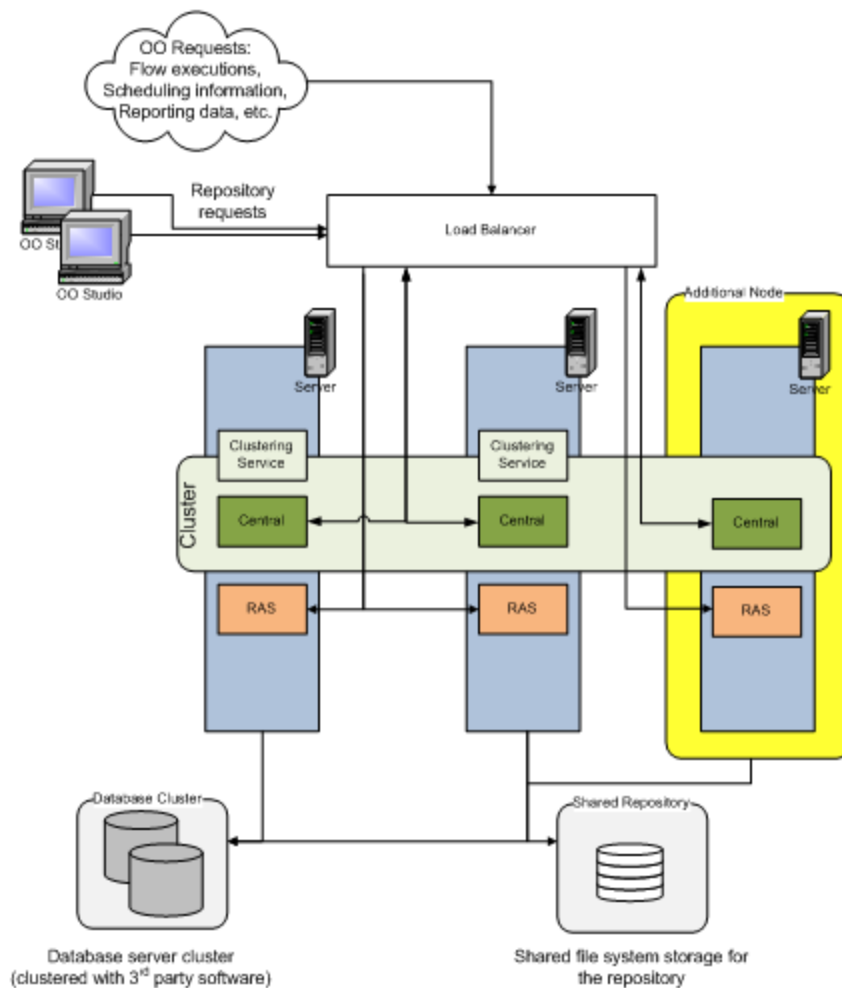 OO Requests:
Flow executions,
Scheduling information,
Reporting data, etc.
Repository
requests
Load Balancer
OO St
OO Studio
Additional Node
Server
Server
Server
Clustering
Service
Clustering
Service
Cluster
Central
Central
Central
RAS
RAS
RAS
Database Cluster
Shared Repository
Database server cluster
(clustered with 3rd party software)
Shared file system storage for
the repository